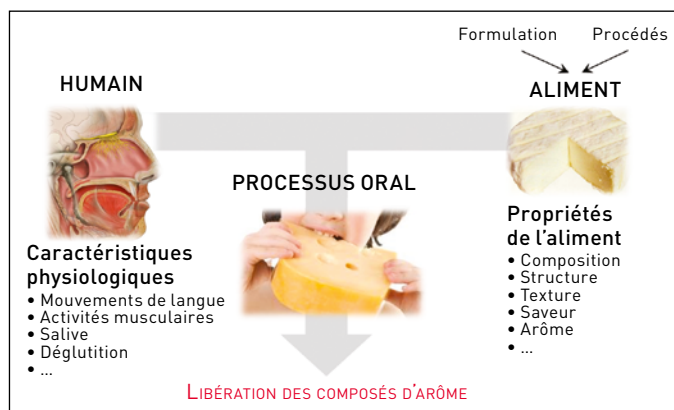 Formulation Procédés
HUMAIN
ALIMENT
PROCESSUS ORAL
Caractéristiques
physiologiques
• Mouvements de langue
• Activités musculaires
• Salive
• Déglutition
• ...
Propriétés
de l'aliment
• Composition
• Structure
• Texture
• Saveur
• Arôme
• ...
LIBÉRATION DES COMPOSÉS D'ARÔME